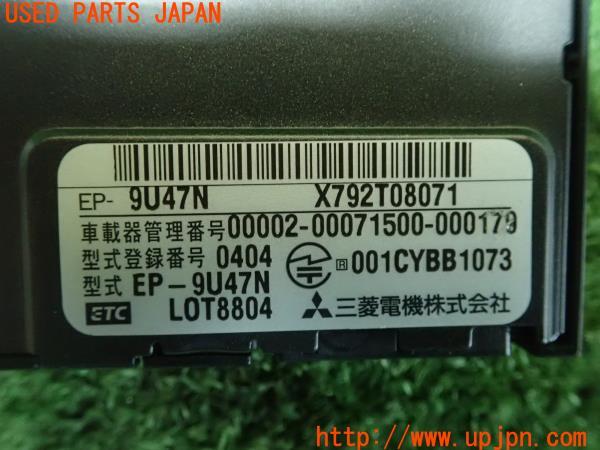 USED PARTS JAPAN
EP- 9U47N X792T08071
車載器管理番号00002-00071500-000179
型式登録番号 0404 R 001CYBB1073
型式 EP-9U47N
ETC LOT8804 三菱電機株式会社
http://www.upjpn.com/